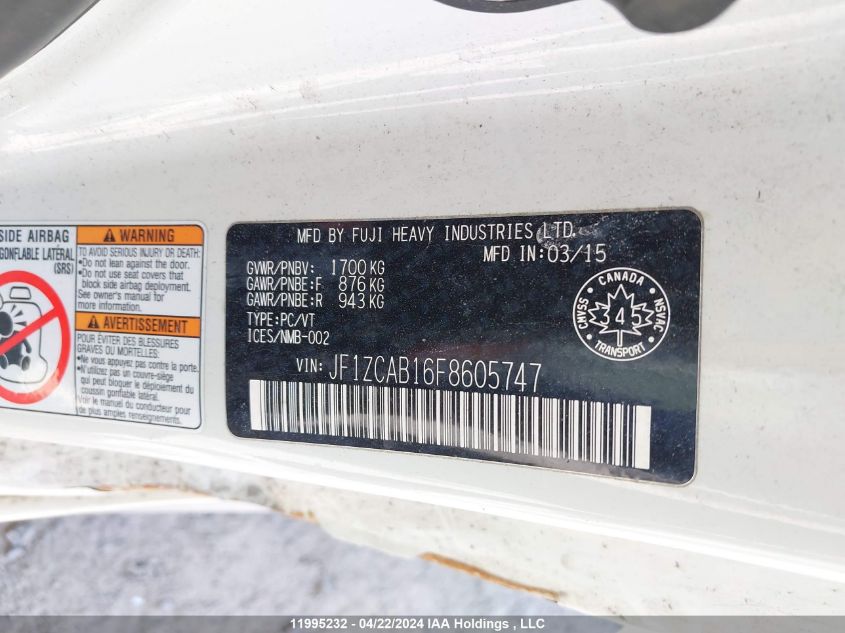 SIDE AIRBAG
GONFLABLE LATÉRAL
(SRS)
WARNING
TO AVOID SERIOUS INJURY OR DEATH:
•Do not lean against the door.
•Do not use seat covers that
block side airbag deployment.
See owner's manual for
more information.
AVERTISSEMENT
POUR ÉVITER DES BLESSURES
GRAVES OU MORTELLES:
•Ne vous appuyez pas contre la porte.
•N'utilisez pas un couvre-siège
qui peut bloquer le déploiement du
coussin gonflable latéral.
Voir le manuel du conducteur pour
de plus amples renseignements.
MFD BY FUJI HEAVY INDUSTRIES LTD.
MFD IN:03/15
GVWR/PNBV: 1700 KG
GAWR/PNBE:F 876 KG
GAWR/PNBE:R 943 KG
TYPE:PC/VT
ICES/NMB-002
VIN: JF1ZCAB16F8605747
CANADA
CMVSS
345
NSVAC
TRANSPORT
11995232 - 04/22/2024 IAA Holdings , LLC